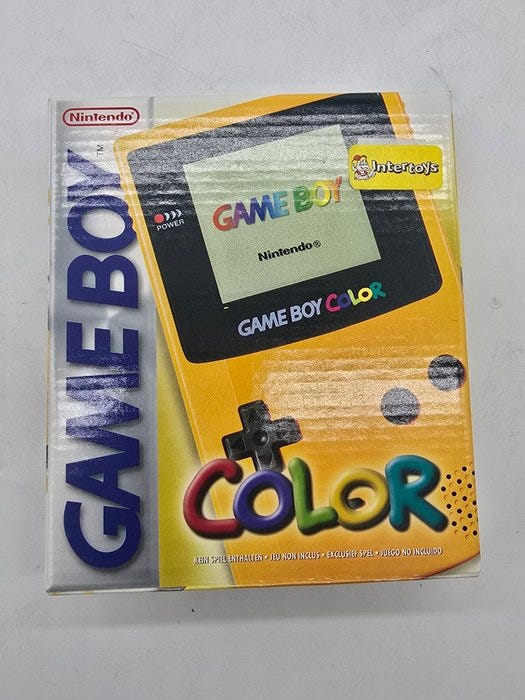 Nintendo®
GAME BOY™
Intertoys
GAME BOY
Nintendo®
POWER
GAME BOY COLOR
COLOR
KEIN SPIEL ENTHALTEN • JEU NON INCLUS • EXCLUSIEF SPEL • JUEGO NO INCLUIDO